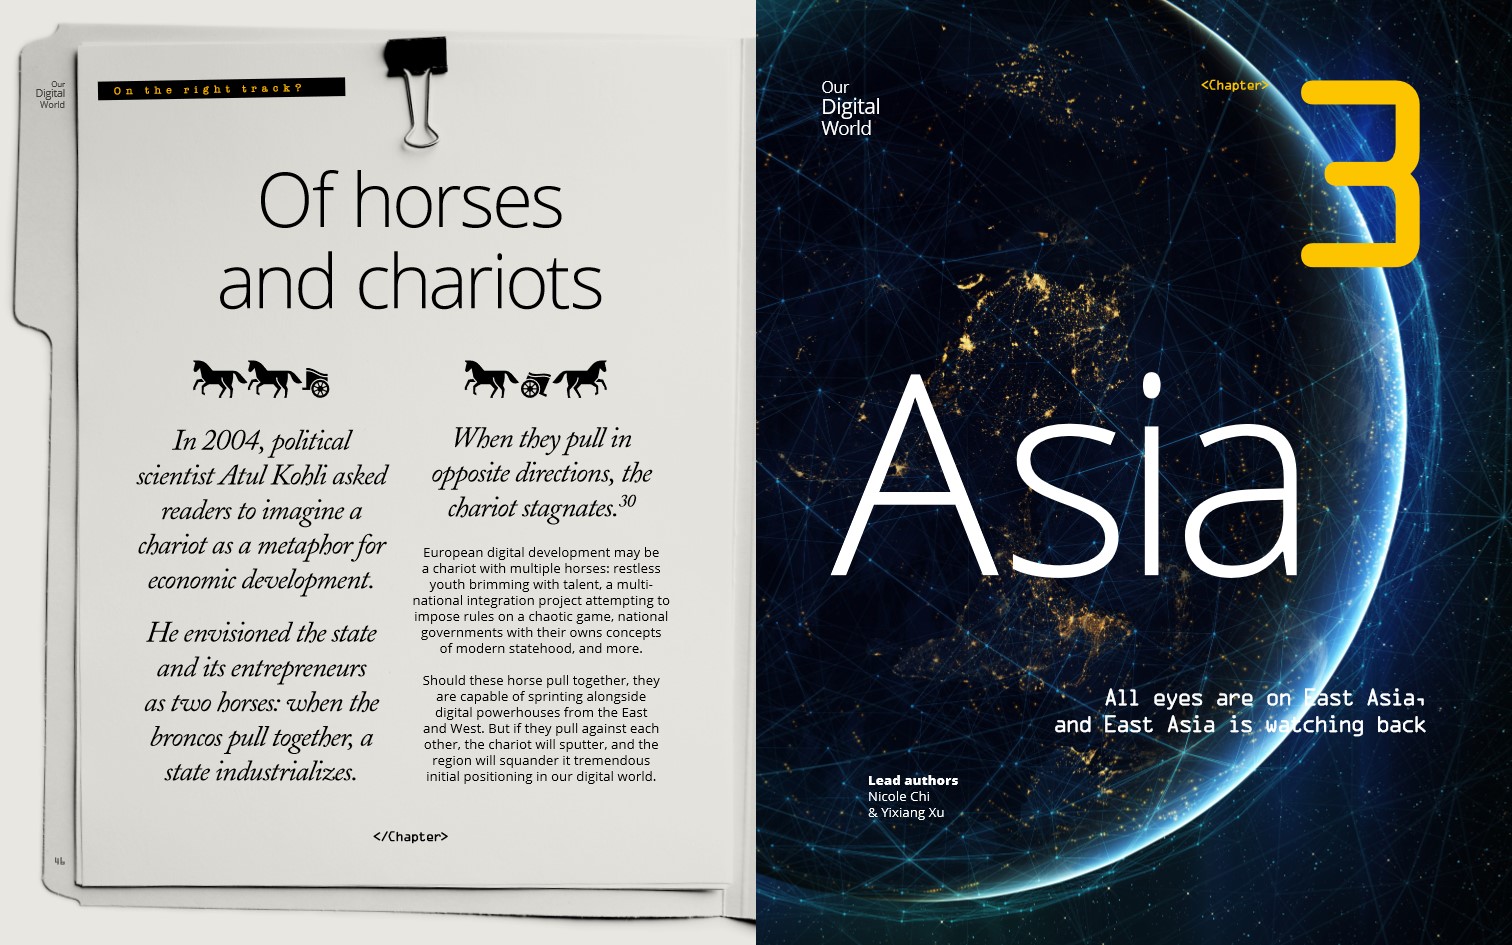 Our
Digital
World
On the right track?
Of horses
and chariots
In 2004, political
scientist Atul Kohli asked
readers to imagine a
chariot as a metaphor for
economic development.
He envisioned the state
and its entrepreneurs
as two horses: when the
broncos pull together, a
state industrializes.
When they pull in
opposite directions, the
chariot stagnates.30
European digital development may be
a chariot with multiple horses: restless
youth brimming with talent, a multi-
national integration project attempting to
impose rules on a chaotic game, national
governments with their owns concepts
of modern statehood, and more.
Should these horse pull together, they
are capable of sprinting alongside
digital powerhouses from the East
and West. But if they pull against each
other, the chariot will sputter, and the
region will squander it tremendous
initial positioning in our digital world.
</Chapter>
46
Our
Digital
World
<Chapter>
3
Asia
All eyes are on East Asia,
and East Asia is watching back
Lead authors
Nicole Chi
& Yixiang Xu